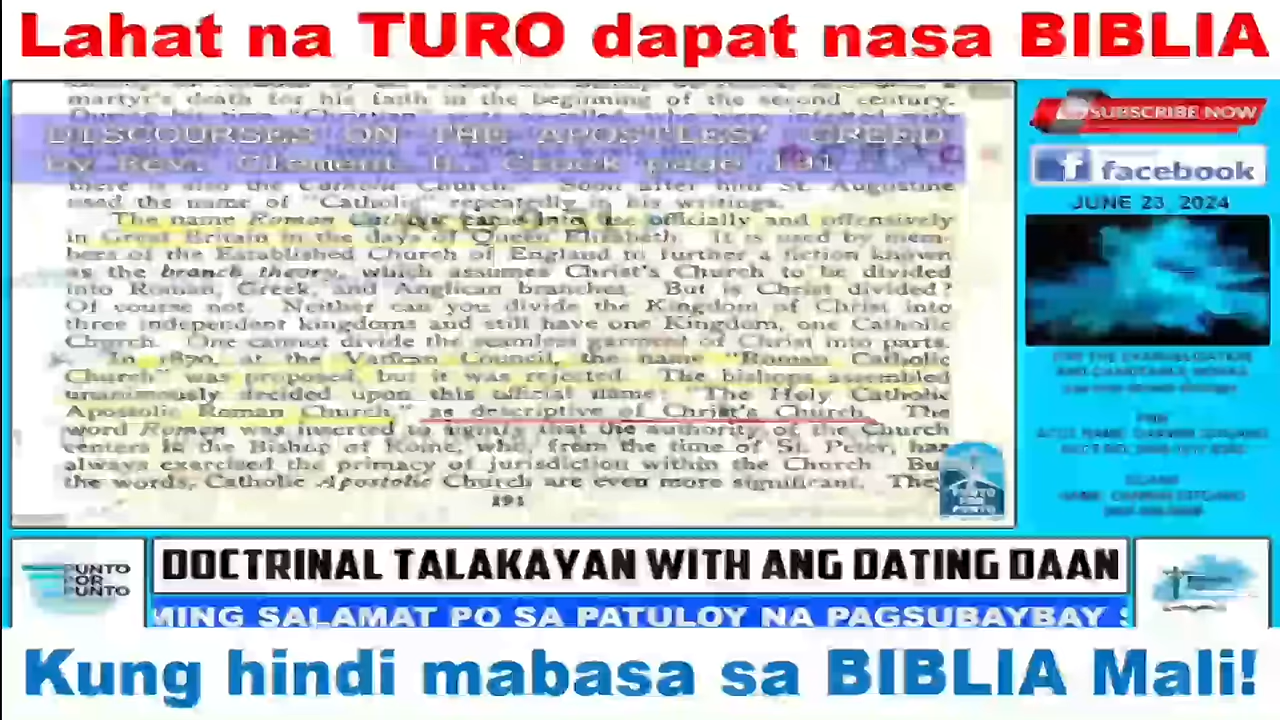 Lahat na TURO dapat nasa BIBLIA
martyr's death for his faith in the beginning of the second century.
DISCOURSES ON THE APOSTLES' CREED
by Rev. Clement H. Crock page 191
there is also the Catholic Church." Soon after him St. Augustine
used the name of "Catholic" repeatedly in his writings.
The name Roman Catholic came into use officially and offensively
in Great Britain in the days of Queen Elizabeth. It is used by mem-
bers of the Established Church of England to further a fiction known
as the branch theory, which assumes Christ's Church to be divided
into Roman, Greek, and Anglican branches. But is Christ divided?
Of course not. Neither can you divide the Kingdom of Christ into
three independent kingdoms and still have one Kingdom, one Catholic
Church. One cannot divide the seamless garment of Christ into parts.
In 1870, at the Vatican Council, the name "Roman Catholic
Church" was proposed, but it was rejected. The bishops assembled
unanimously decided upon this official name: "The Holy Catholic
Apostolic Roman Church" as descriptive of Christ's Church. The
word Roman was inserted to signify that the authority of the Church
centers in the Bishop of Rome, who, from the time of St. Peter, has
always exercised the primacy of jurisdiction within the Church. But
the words, Catholic Apostolic Church are even more significant. They
191
PUNTO
POR
PUNTO
SUBSCRIBE NOW
facebook
JUNE 23, 2024
PUNTO
POR
PUNTO
DOCTRINAL TALAKAYAN WITH ANG DATING DAAN
MING SALAMAT PO SA PATULOY NA PAGSUBAYBAY S
Kung hindi mabasa sa BIBLIA Mali!